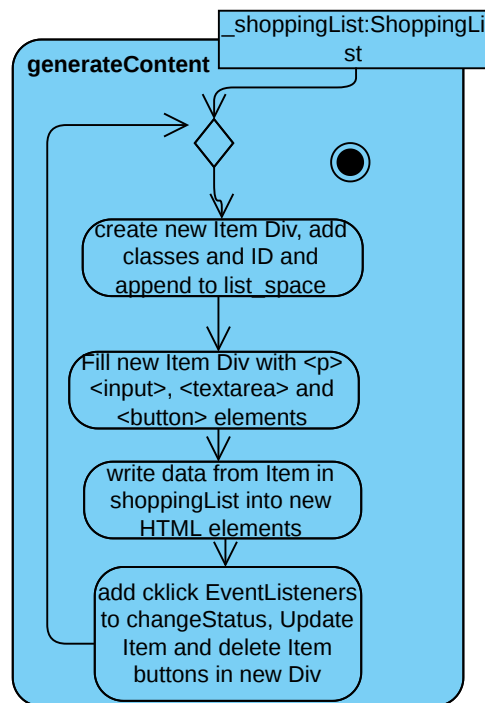 _shoppingList:ShoppingLi
st
generateContent
create new Item Div, add
classes and ID and
append to list_space
Fill new Item Div with <p>
<input>, <textarea> and
<button> elements
write data from Item in
shoppingList into new
HTML elements
add cklick EventListeners
to changeStatus, Update
Item and delete Item
buttons in new Div